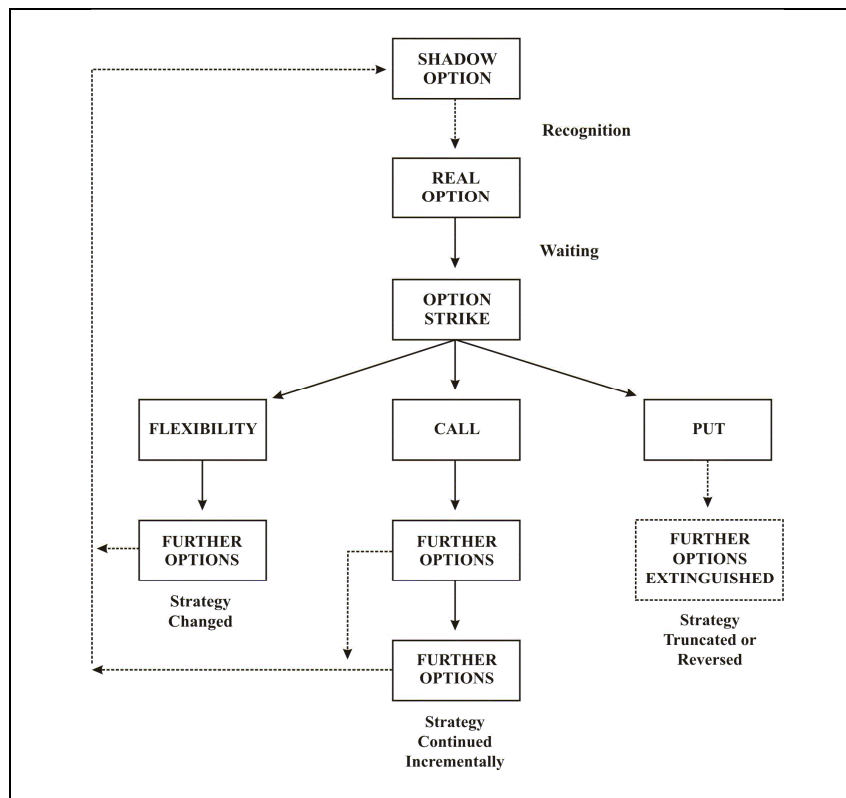 SHADOW
OPTION
Recognition
REAL
OPTION
Waiting
OPTION
STRIKE
FLEXIBILITY
CALL
PUT
FURTHER
OPTIONS
Strategy
Changed
FURTHER
OPTIONS
FURTHER
OPTIONS
EXTINGUISHED
Strategy
Truncated or
Reversed
FURTHER
OPTIONS
Strategy
Continued
Incrementally